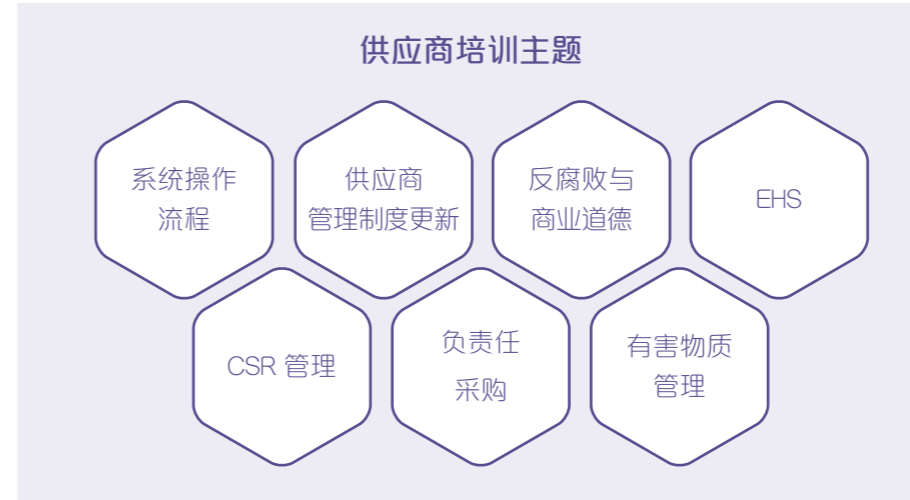 供应商培训主题
系统操作
流程
供应商
管理制度更新
反腐败与
商业道德
EHS
CSR 管理
负责任
采购
有害物质
管理